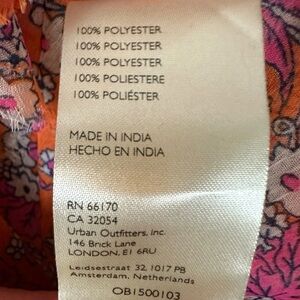 100% POLYESTER
100% POLYESTER
100% POLYESTER
100% POLIESTERE
100% POLIÉSTER
MADE IN INDIA
HECHO EN INDIA
RN 66170
CA 32054
Urban Outfitters, Inc.
146 Brick Lane
LONDON, E1 6RU
Leidsestraat 32, 1017 PB
Amsterdam, Netherlands
OB1500103